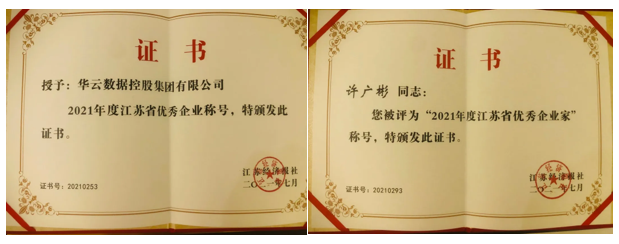 证 书
授予：华云数据控股集团有限公司
2021年度江苏省优秀企业称号，特颁发此
证书。
江苏经济报社
二〇二一年七月
证书号：20210253
证 书
许广彬 同志：
您被评为“2021年度江苏省优秀企业家”
称号，特颁发此证书。
江苏经济报社
二〇二一年七月
证书号：20210293